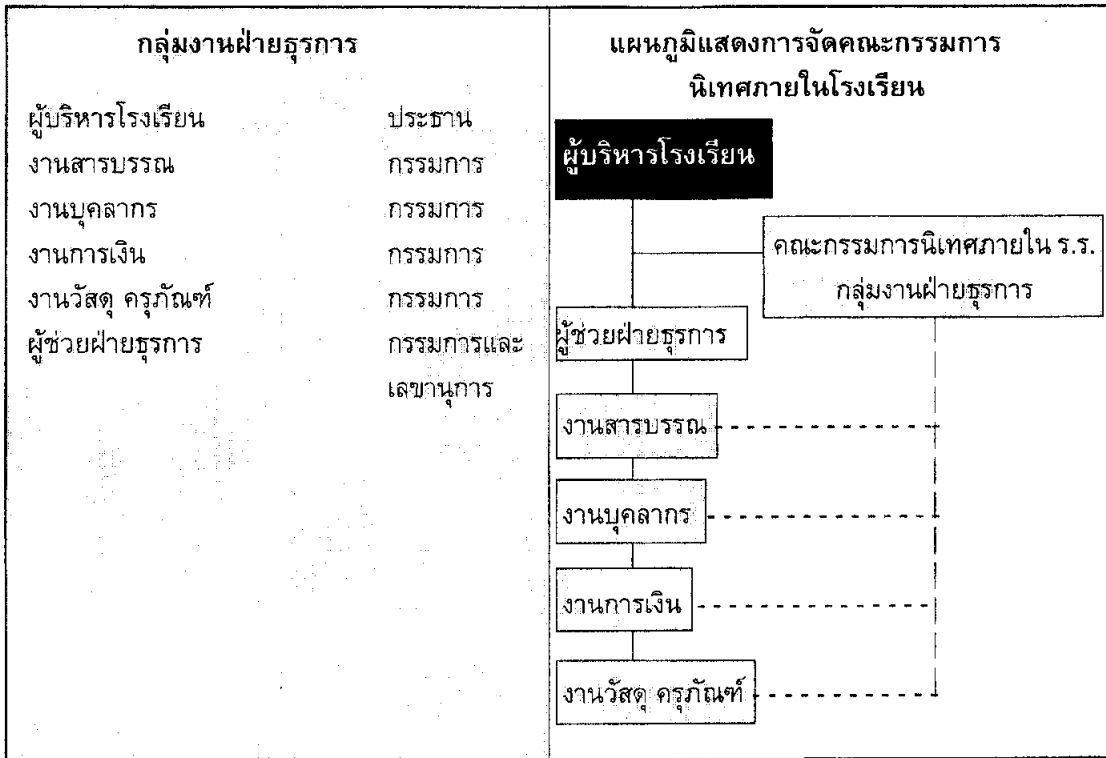 กลุ่มงานฝ่ายธุรการ
ผู้บริหารโรงเรียน ประธาน
งานสารบรรณ กรรมการ
งานบุคลากร กรรมการ
งานการเงิน กรรมการ
งานวัสดุ ครุภัณฑ์ กรรมการ
ผู้ช่วยฝ่ายธุรการ กรรมการและ
เลขานุการ
แผนภูมิแสดงการจัดคณะกรรมการ
นิเทศภายในโรงเรียน
ผู้บริหารโรงเรียน
คณะกรรมการนิเทศภายใน ร.ร.
กลุ่มงานฝ่ายธุรการ
ผู้ช่วยฝ่ายธุรการ
งานสารบรรณ
งานบุคลากร
งานการเงิน
งานวัสดุ ครุภัณฑ์